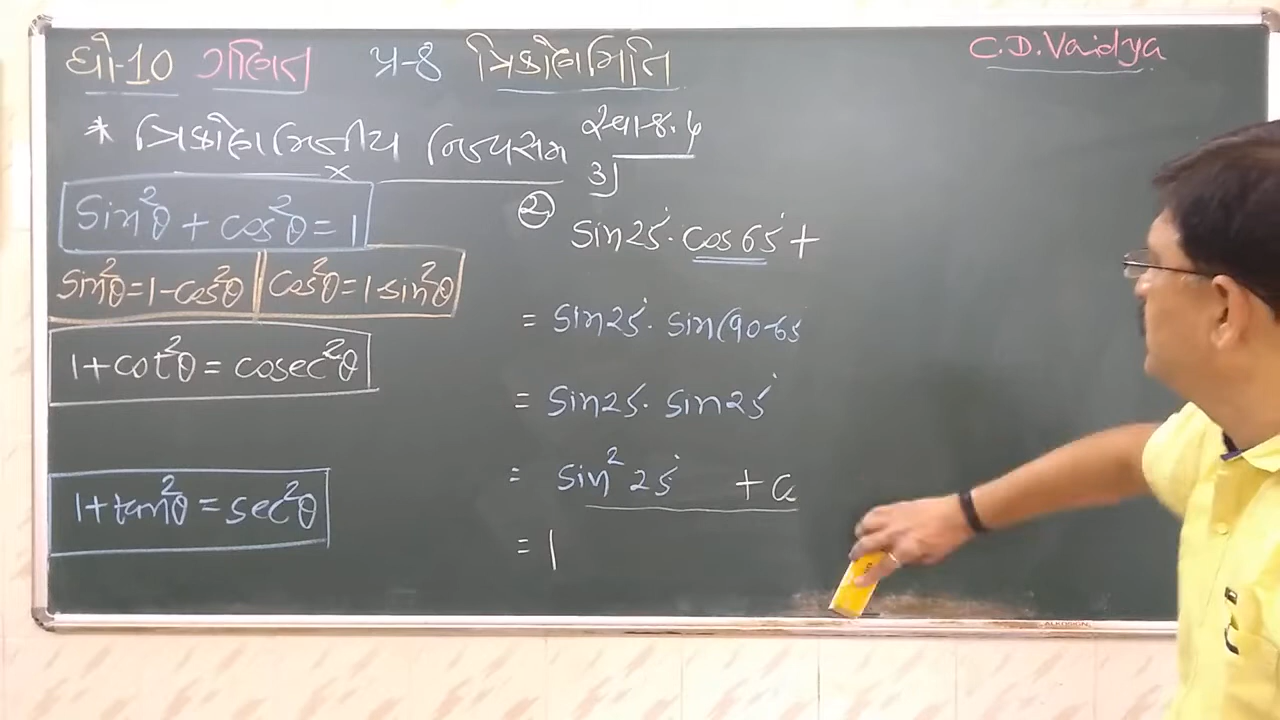 ધો-10 ગણિત પ્ર-8 ત્રિકોણમિતિ C.D.Vaidya
* ત્રિકોણમિતીય નિત્યસમ સ્વા-8.4
3]
sin²θ + cos²θ = 1
② sin25°. cos65° +
sin²θ=1-cos²θ || cos²θ=1-sin²θ
= sin25°. sin(90-65
1+cot²θ = cosec²θ
= sin25. sin25°
1+tan²θ = sec²θ
= sin²25° +
= 1